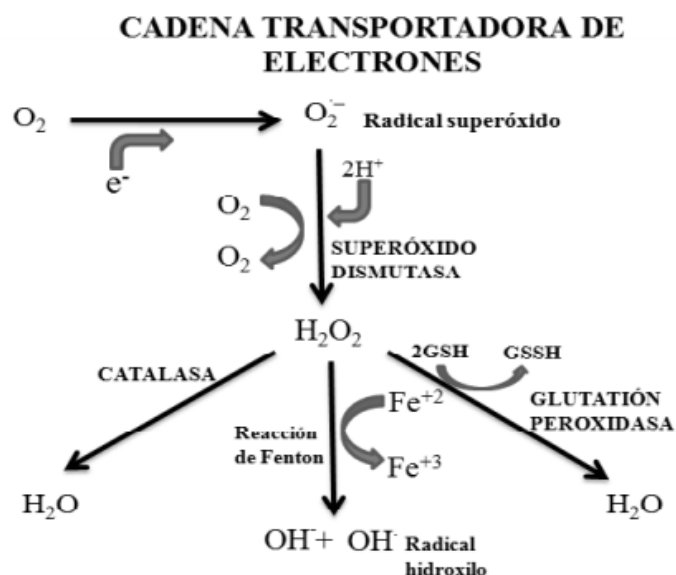 CADENA TRANSPORTADORA DE
ELECTRONES
O₂
O₂·⁻ Radical superóxido
e⁻
2H⁺
O₂
O₂
SUPERÓXIDO
DISMUTASA
H₂O₂
CATALASA
2GSH
GSSH
GLUTATIÓN
PEROXIDASA
Reacción
de Fenton
Fe⁺²
Fe⁺³
H₂O
H₂O
OH⁻ + OH· Radical
hidroxilo